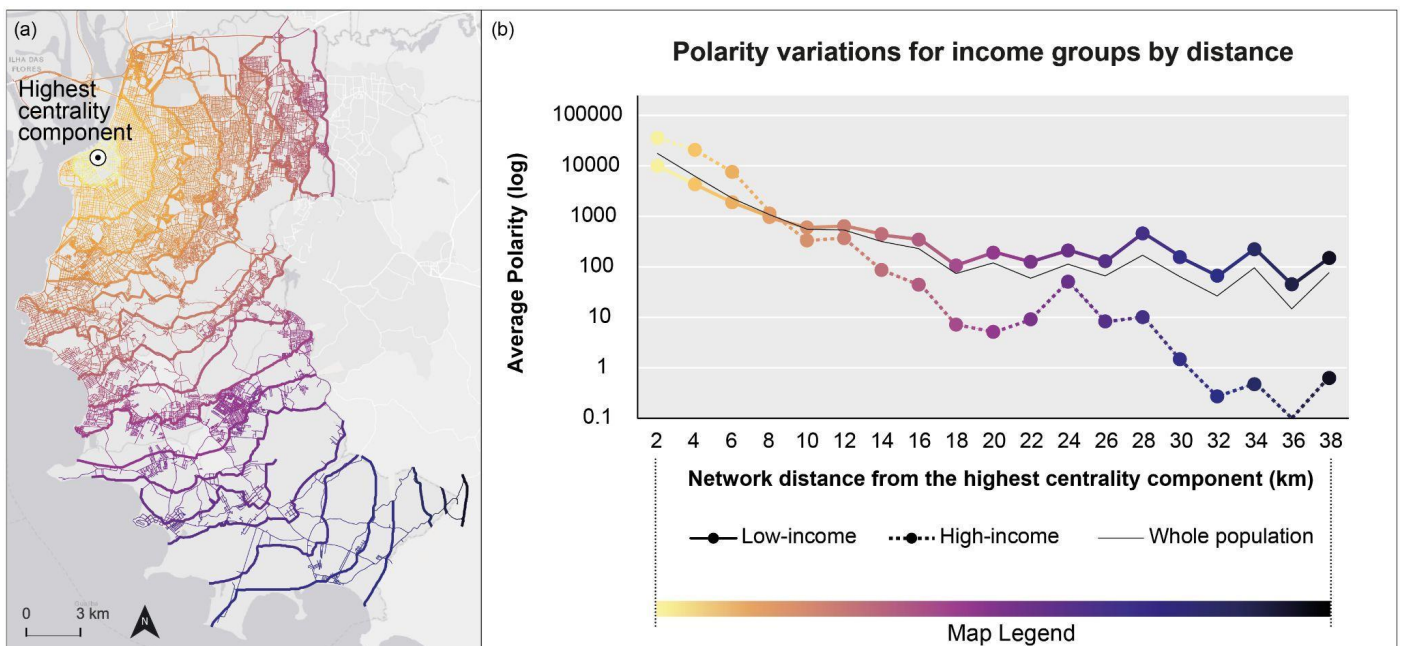 (a)
ILHA DAS
FLORES
Highest
centrality
component
0 3 km
N
(b)
Polarity variations for income groups by distance
Average Polarity (log)
100000
10000
1000
100
10
1
0.1
2 4 6 8 10 12 14 16 18 20 22 24 26 28 30 32 34 36 38
Network distance from the highest centrality component (km)
Low-income High-income Whole population
Map Legend